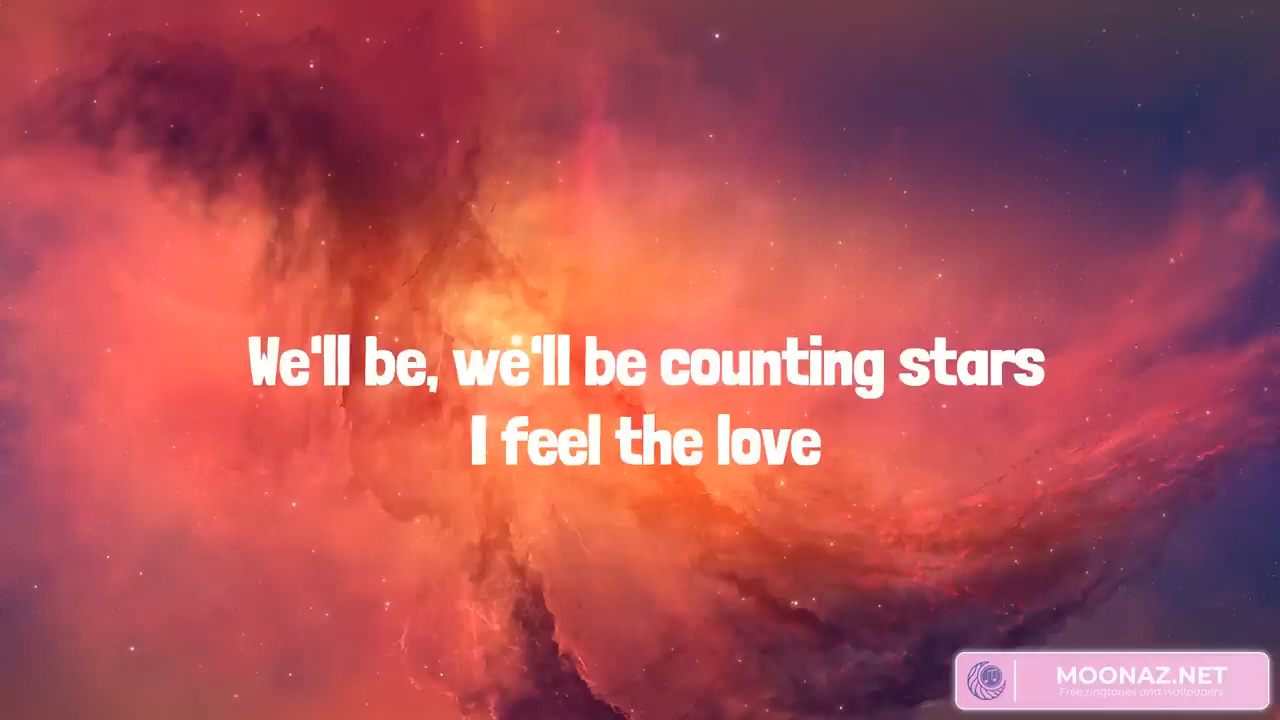 We'll be, we'll be counting stars
I feel the love
MOONAZ.NET
Free ringtones and wallpapers